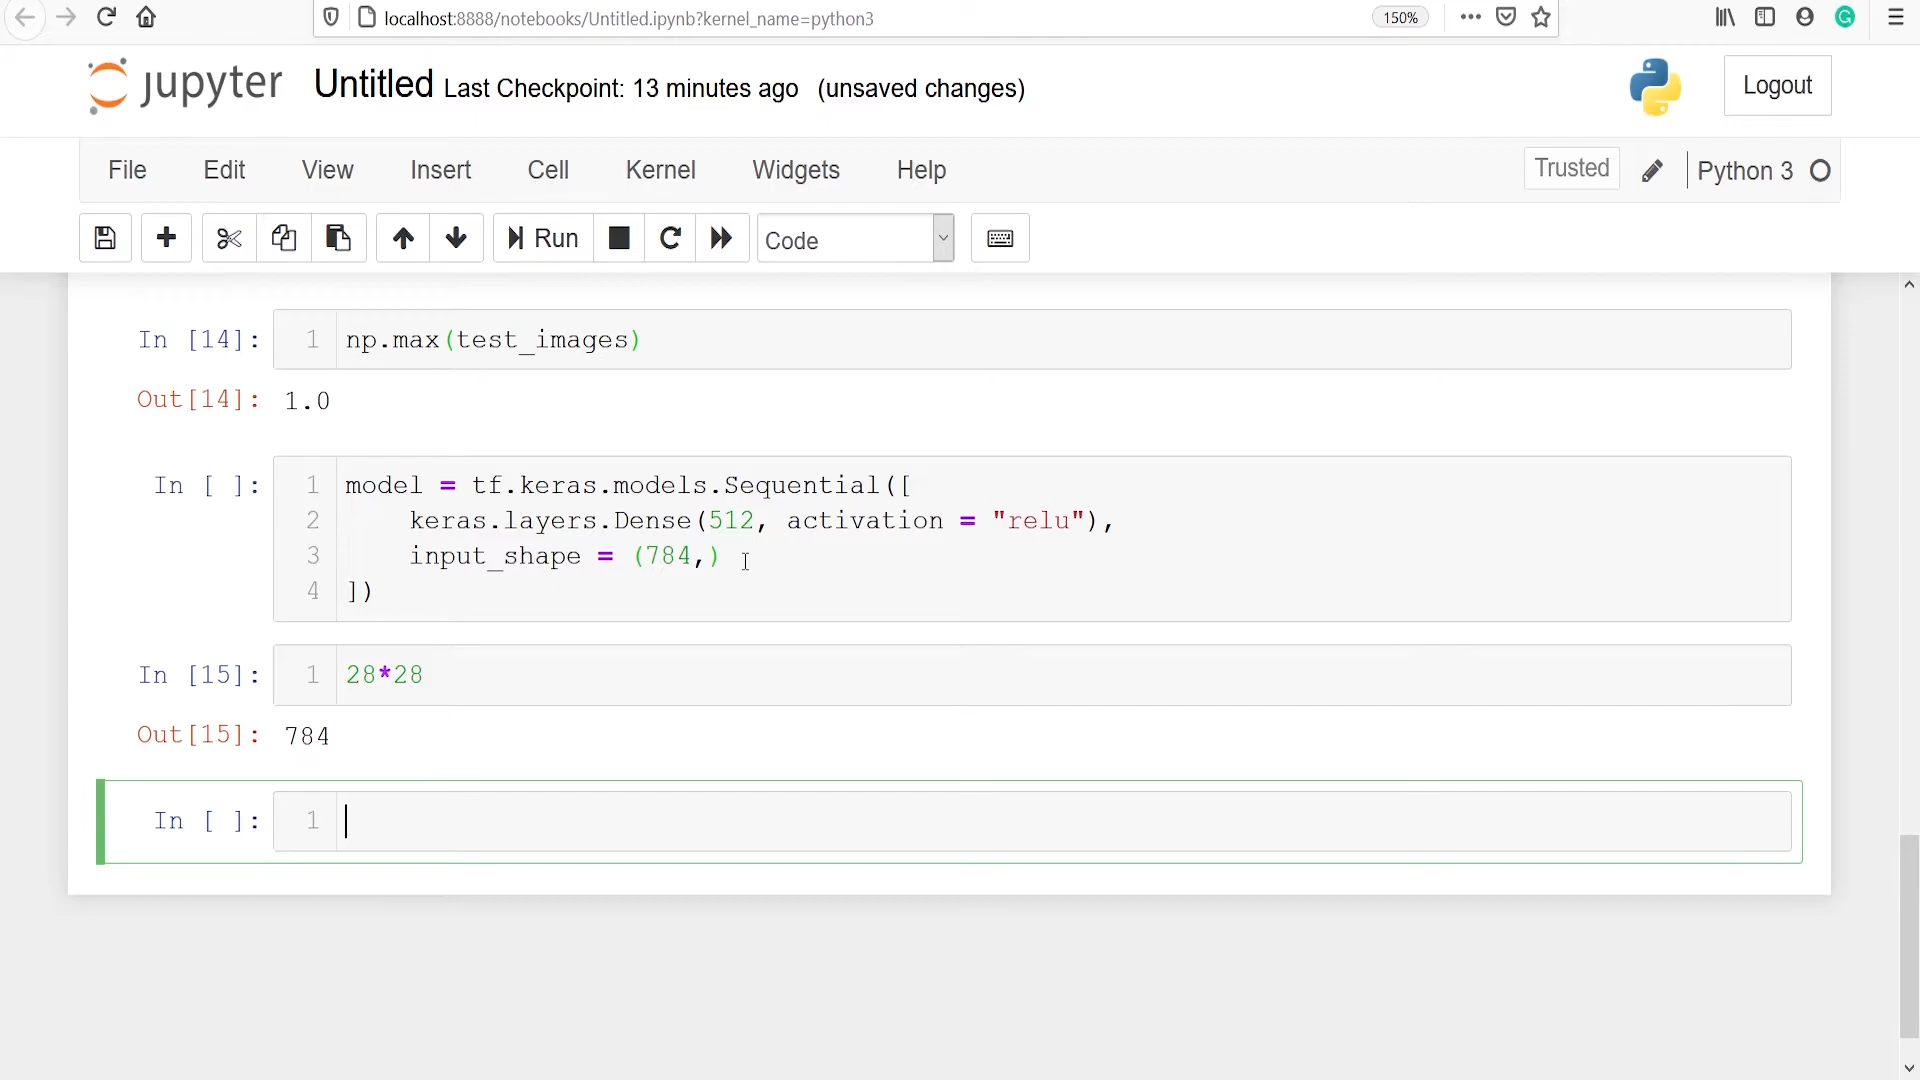 localhost:8888/notebooks/Untitled.ipynb?kernel_name=python3
150%
G
jupyter Untitled Last Checkpoint: 13 minutes ago (unsaved changes)
Logout
File Edit View Insert Cell Kernel Widgets Help
Trusted
Python 3
Run
Code
In [14]: 1 np.max(test_images)
Out[14]: 1.0
In [ ]: 1 model = tf.keras.models.Sequential([
2 keras.layers.Dense(512, activation = "relu"),
3 input_shape = (784,)
4 ])
In [15]: 1 28*28
Out[15]: 784
In [ ]: 1